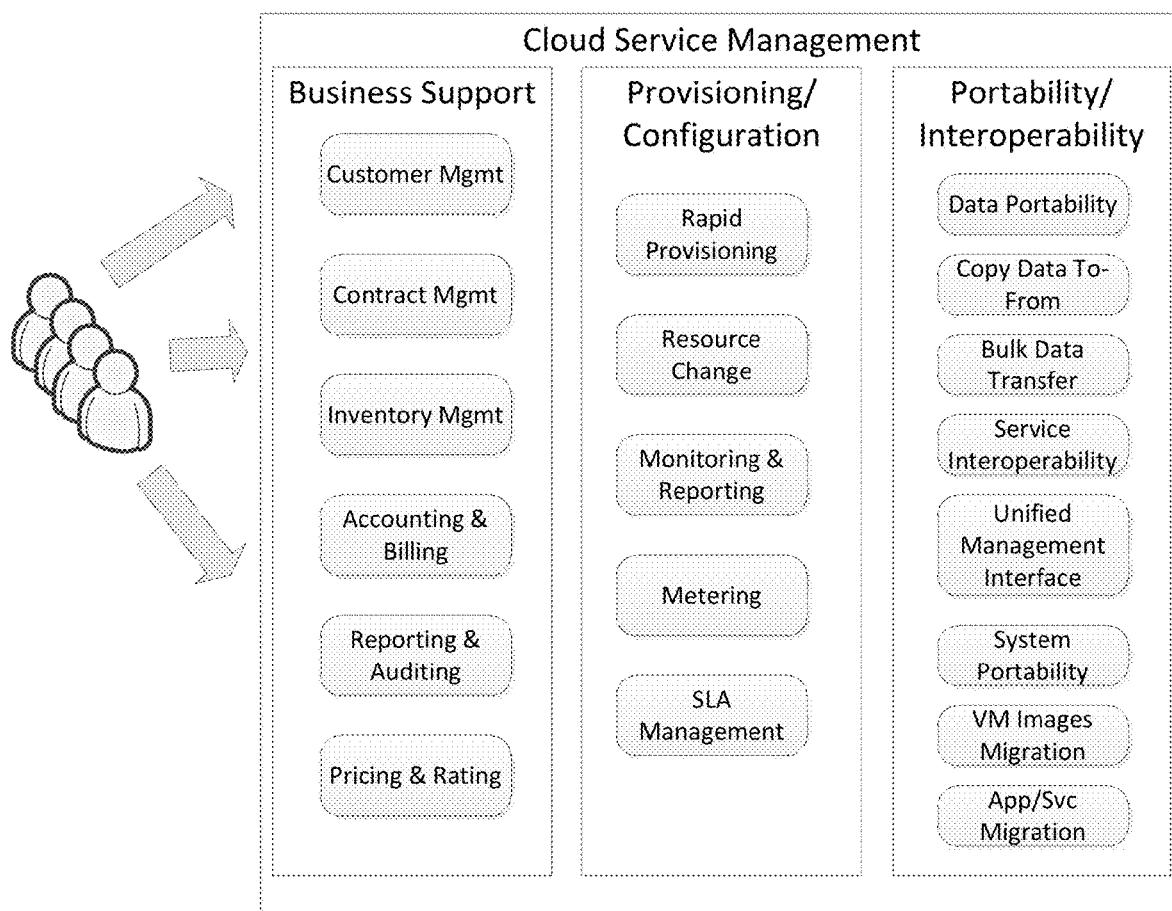 Cloud Service Management
Business Support
Customer Mgmt
Contract Mgmt
Inventory Mgmt
Accounting &
Billing
Reporting &
Auditing
Pricing & Rating
Provisioning/
Configuration
Rapid
Provisioning
Resource
Change
Monitoring &
Reporting
Metering
SLA
Management
Portability/
Interoperability
Data Portability
Copy Data To-
From
Bulk Data
Transfer
Service
Interoperability
Unified
Management
Interface
System
Portability
VM Images
Migration
App/Svc
Migration